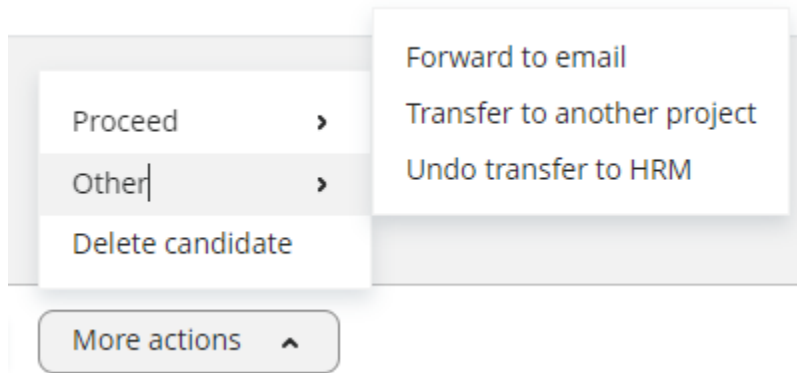 Proceed
Other
Delete candidate
More actions
Forward to email
Transfer to another project
Undo transfer to HRM